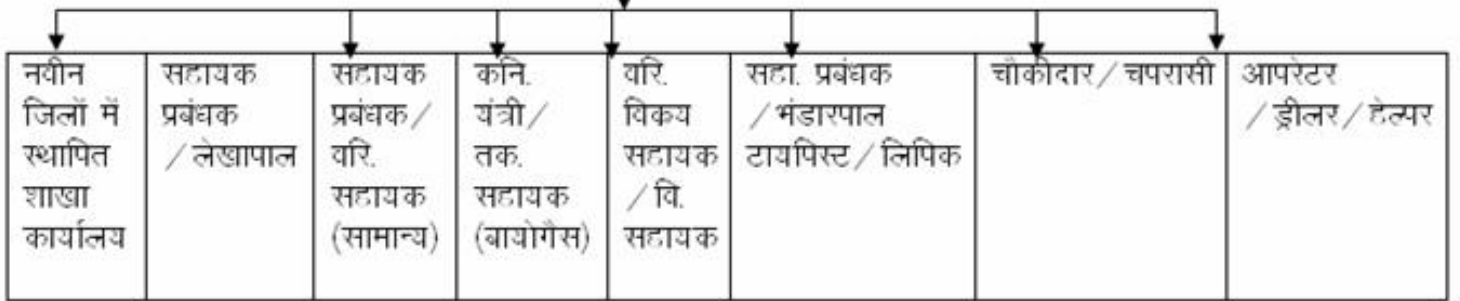 नवीन
जिलों में
स्थापित
शाखा
कार्यालय
सहायक
प्रबंधक
/लेखापाल
सहायक
प्रबंधक/
वरि.
सहायक
(सामान्य)
कनि.
यंत्री/
तक.
सहायक
(बायोगैस)
वरि.
विकय
सहायक
/वि.
सहायक
सहा. प्रबंधक
/भंडारपाल
टायपिस्ट/लिपिक
चौकीदार/चपरासी
आपरेटर
/ड्रीलर/हेल्पर